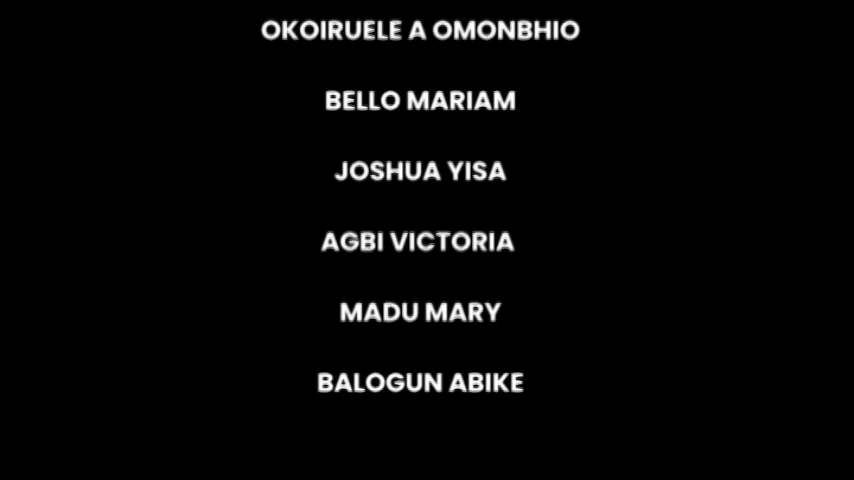 OKOIRUELE A OMONBHIO
BELLO MARIAM
JOSHUA YISA
AGBI VICTORIA
MADU MARY
BALOGUN ABIKE